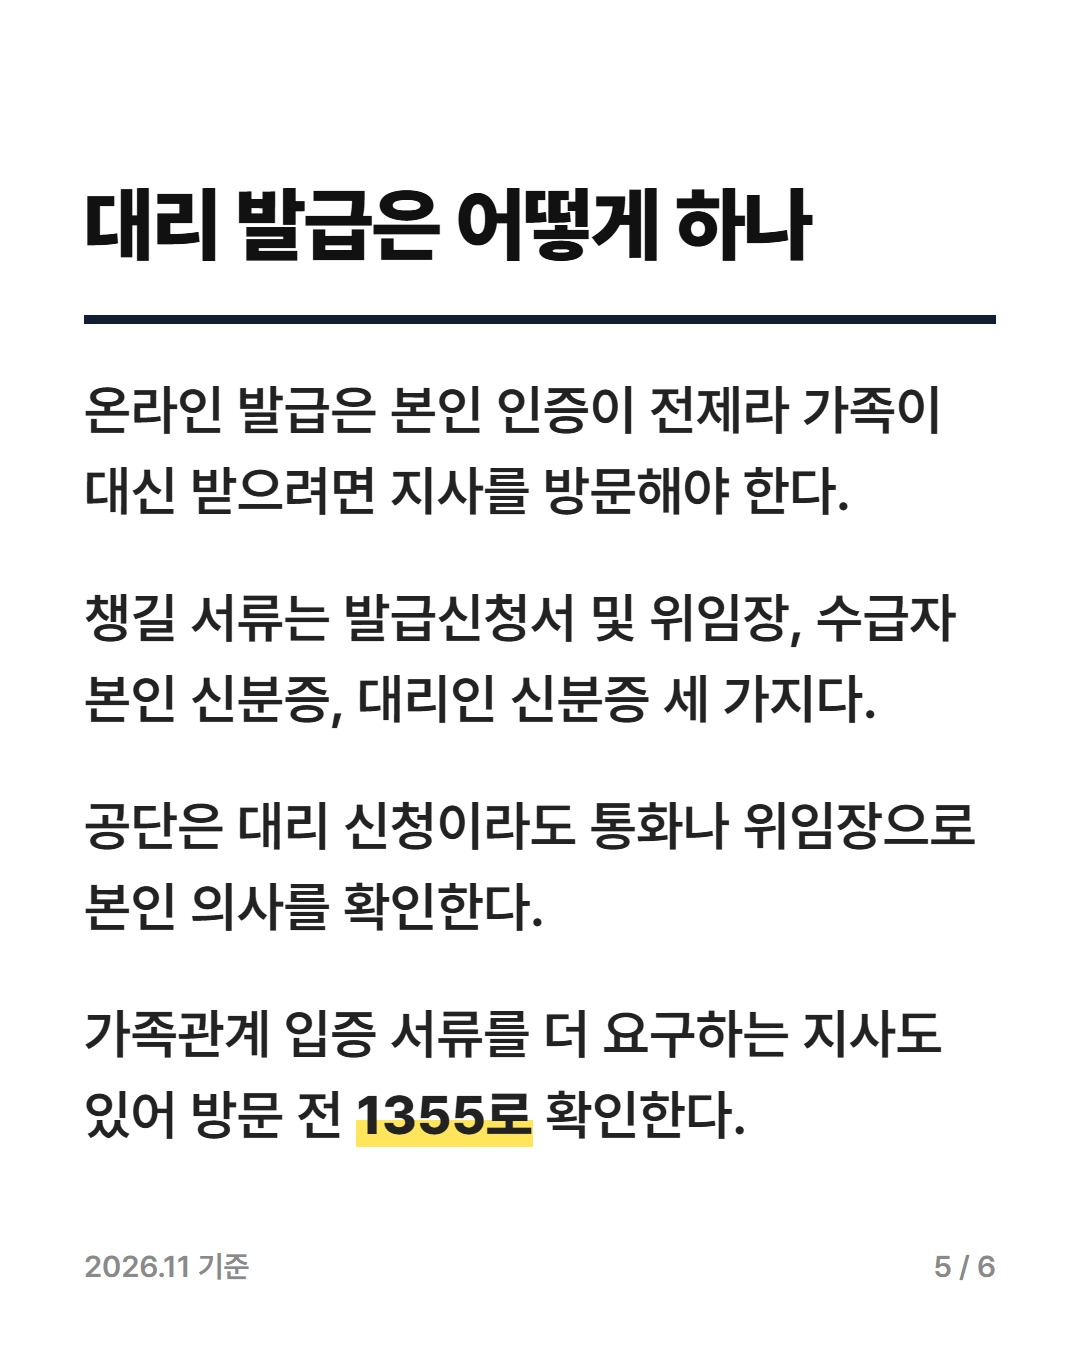 대리 발급은 어떻게 하나
온라인 발급은 본인 인증이 전제라 가족이
대신 받으려면 지사를 방문해야 한다.
챙길 서류는 발급신청서 및 위임장, 수급자
본인 신분증, 대리인 신분증 세 가지다.
공단은 대리 신청이라도 통화나 위임장으로
본인 의사를 확인한다.
가족관계 입증 서류를 더 요구하는 지사도
있어 방문 전 1355로 확인한다.
2026.11 기준
5 / 6